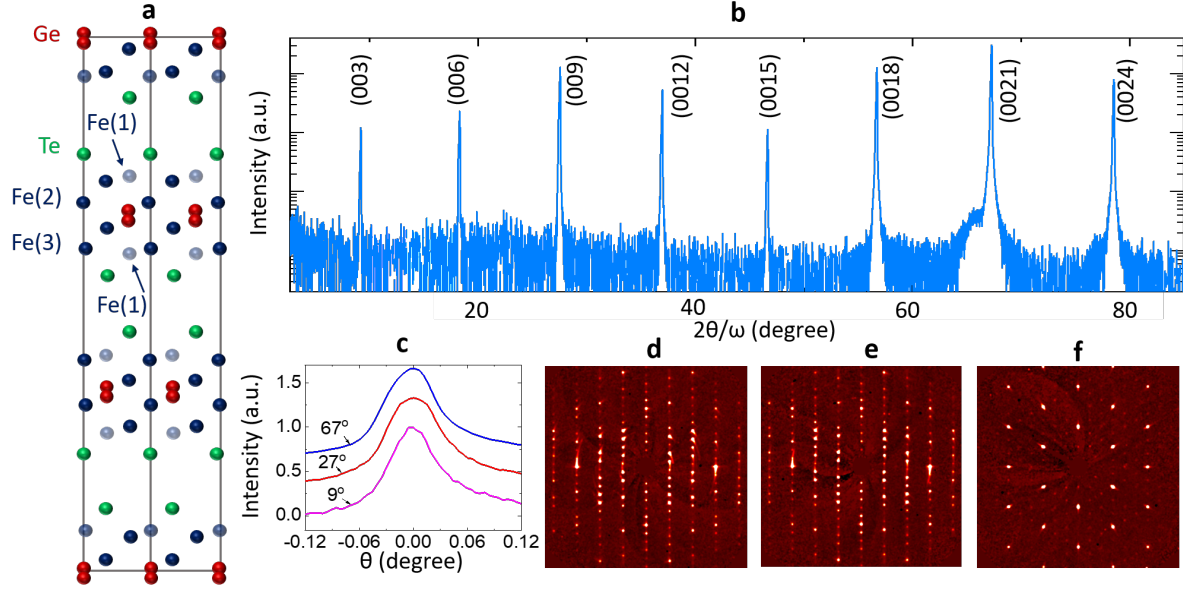 a
b
Ge
Te
Fe(1)
Fe(2)
Fe(3)
Fe(1)
Intensity (a.u.)
(003)
(006)
(009)
(0012)
(0015)
(0018)
(0021)
(0024)
20
40
60
80
2θ/ω (degree)
c
d
e
f
Intensity (a.u.)
1.5
1.0
0.5
0.0
67°
27°
9°
-0.12
-0.06
0.00
0.06
0.12
θ (degree)